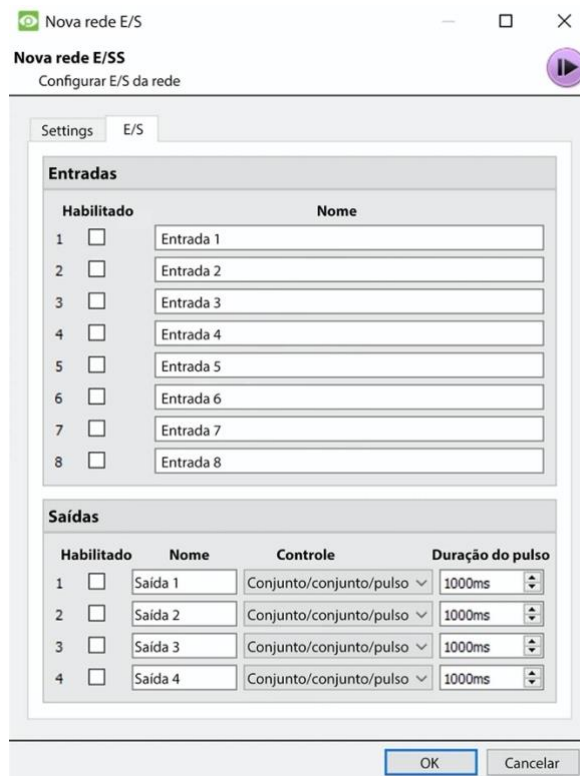 Nova rede E/S
Nova rede E/SS
Configurar E/S da rede
Settings E/S
Entradas
Habilitado Nome
1 Entrada 1
2 Entrada 2
3 Entrada 3
4 Entrada 4
5 Entrada 5
6 Entrada 6
7 Entrada 7
8 Entrada 8
Saídas
Habilitado Nome Controle Duração do pulso
1 Saída 1 Conjunto/conjunto/pulso 1000ms
2 Saída 2 Conjunto/conjunto/pulso 1000ms
3 Saída 3 Conjunto/conjunto/pulso 1000ms
4 Saída 4 Conjunto/conjunto/pulso 1000ms
OK Cancelar